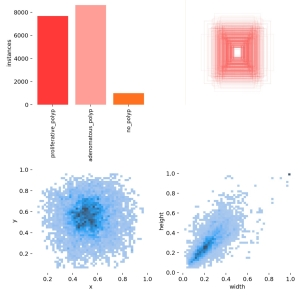 instances
8000
6000
4000
2000
0
proliferative_polyp
adenomatous_polyp
no_polyp
y
0.8
0.6
0.4
0.2
0.2 0.4 0.6 0.8 1.0
x
height
1.0
0.8
0.6
0.4
0.2
0.0
0.0 0.2 0.4 0.6 0.8 1.0
width